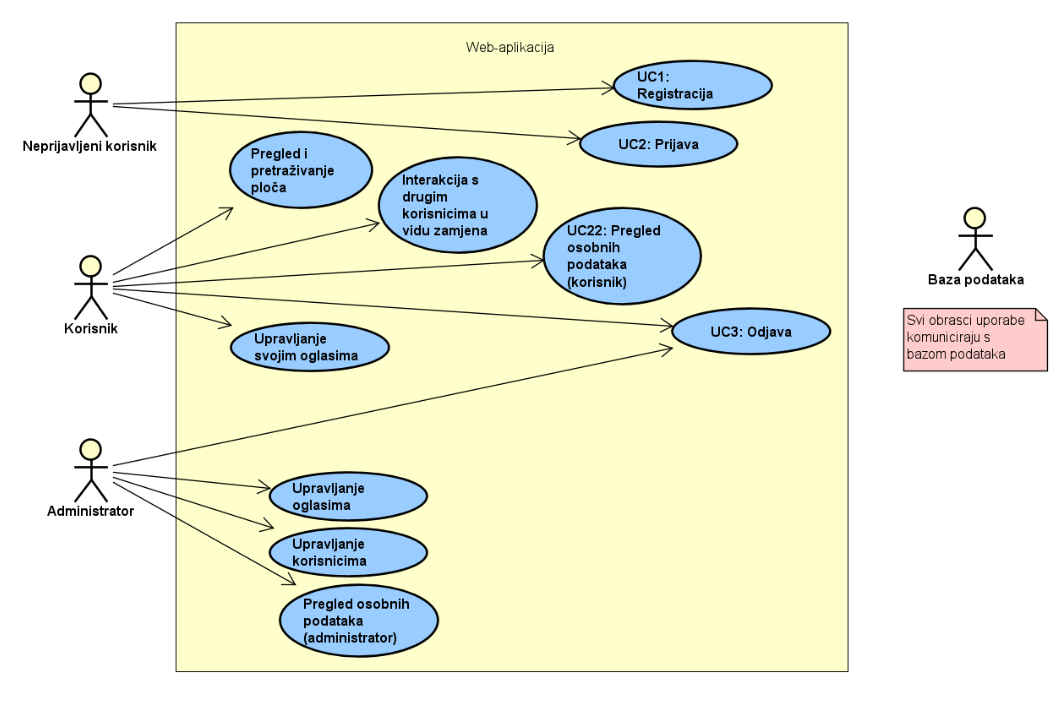 Web-aplikacija
UC1:
Registracija
Neprijavljeni korisnik
UC2: Prijava
Pregled i
pretraživanje
ploča
Interakcija s
drugim
korisnicima u
vidu zamjena
UC22: Pregled
osobnih
podataka
(korisnik)
Baza podataka
Svi obrasci uporabe
komuniciraju s
bazom podataka
Korisnik
UC3: Odjava
Upravljanje
svojim oglasima
Administrator
Upravljanje
oglasima
Upravljanje
korisnicima
Pregled osobnih
podataka
(administrator)